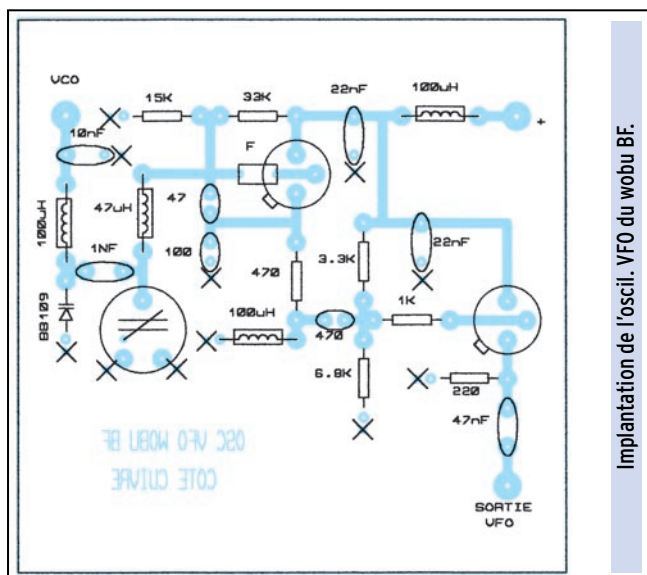 VCO
15K
33K
22nF
100uH
+
10nF
F
100uH
47uH
47
22nF
1NF
100
470
3.3K
BB109
100uH
470
1K
6.8K
220
47nF
OSC VFO WOBU BF
COTE CUIVRE
SORTIE
VFO
Implantation de l'oscil. VFO du wobu BF.